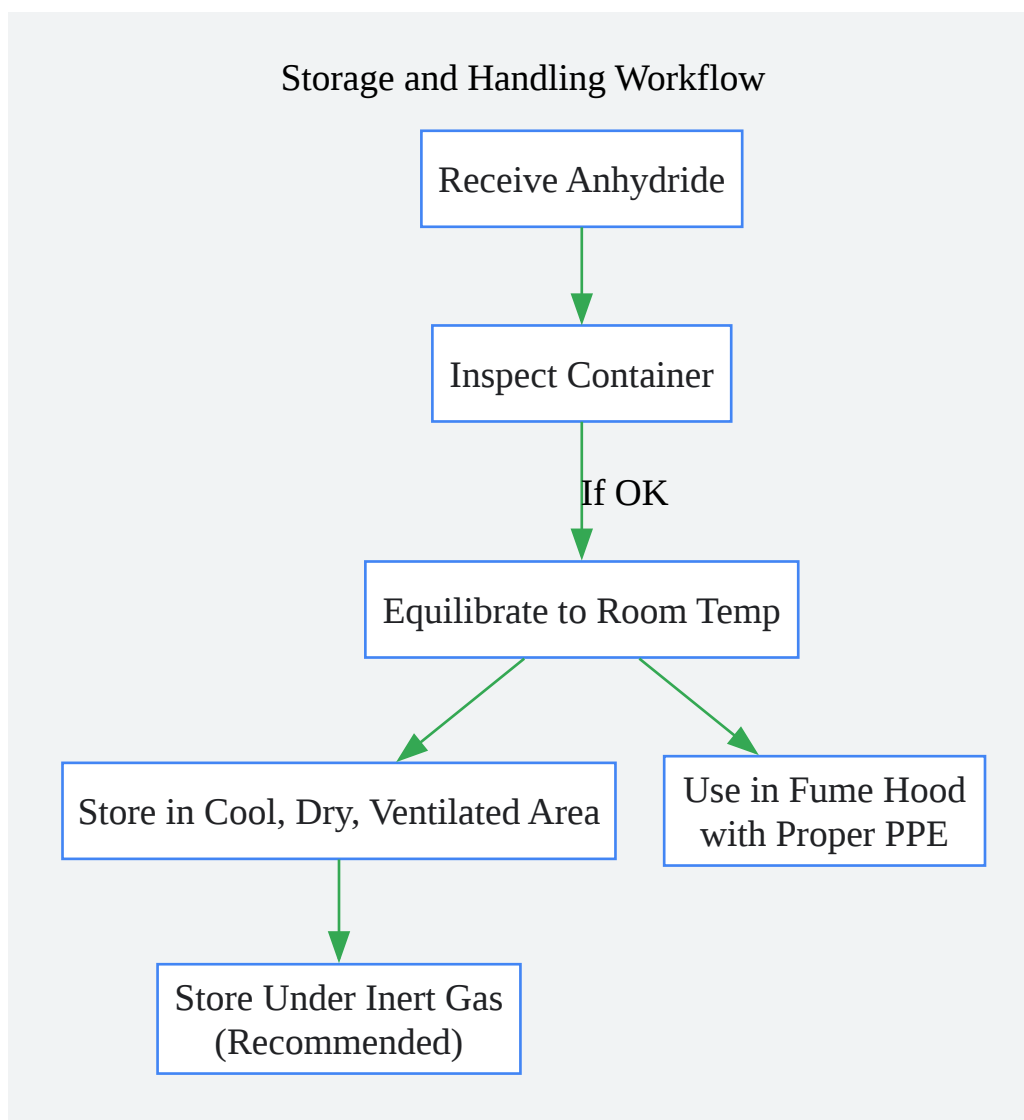 Storage and Handling Workflow
Receive Anhydride
Inspect Container
If OK
Equilibrate to Room Temp
Store in Cool, Dry, Ventilated Area
Use in Fume Hood
with Proper PPE
Store Under Inert Gas
(Recommended)